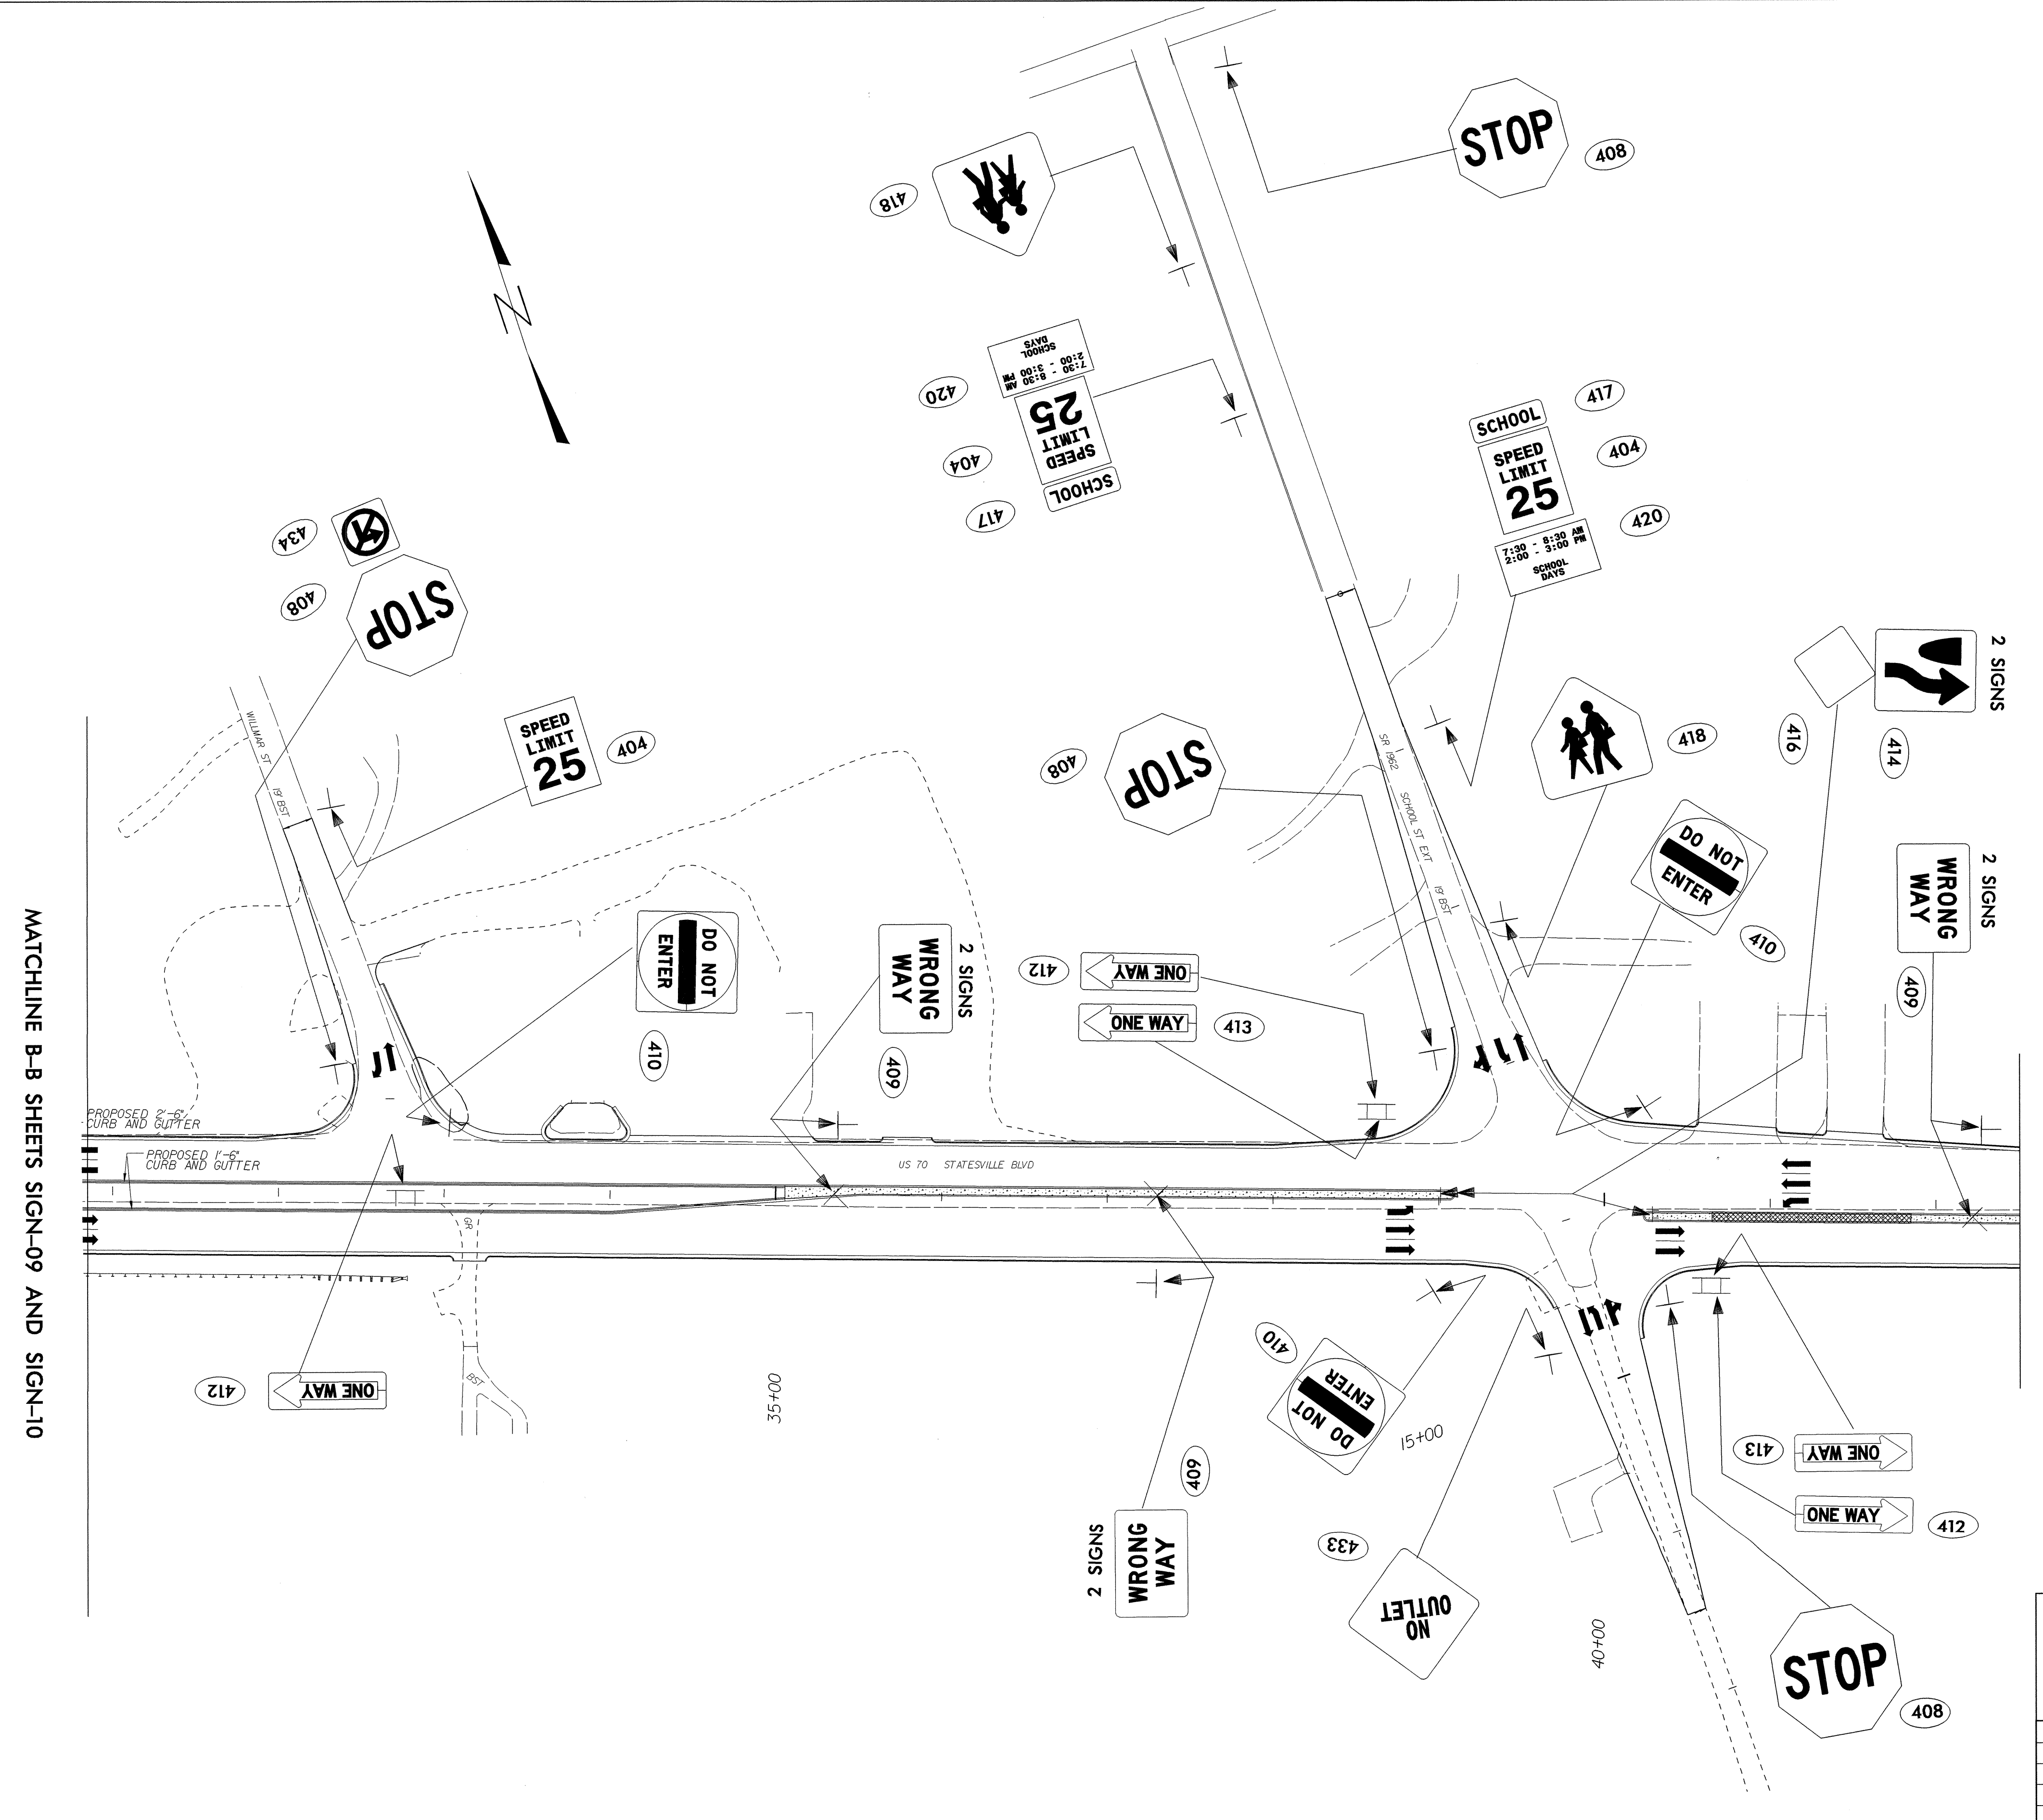 STOP
408
418
7:30 - 8:30 AM
2:00 - 3:00 PM
SCHOOL
DAYS
420
SPEED
LIMIT
25
404
SCHOOL
417
N
SCHOOL
417
SPEED
LIMIT
25
404
7:30 - 8:30 AM
2:00 - 3:00 PM
SCHOOL
DAYS
420
434
STOP
408
SPEED
LIMIT
25
404
WILMAR ST
19' BST
STOP
408
SR 1962
SCHOOL ST EXT
19' BST
418
416
414
2 SIGNS
DO NOT
ENTER
410
WRONG
WAY
2 SIGNS
409
DO NOT
ENTER
410
WRONG
WAY
2 SIGNS
409
ONE WAY
412
ONE WAY
413
PROPOSED 2'-6"
CURB AND GUTTER
PROPOSED 1'-6"
CURB AND GUTTER
US 70 STATESVILLE BLVD
GR
BST
MATCHLINE B-B SHEETS SIGN-09 AND SIGN-10
ONE WAY
412
35+00
DO NOT
ENTER
410
15+00
409
WRONG
WAY
2 SIGNS
433
NO
OUTLET
40+00
ONE WAY
413
ONE WAY
412
STOP
408